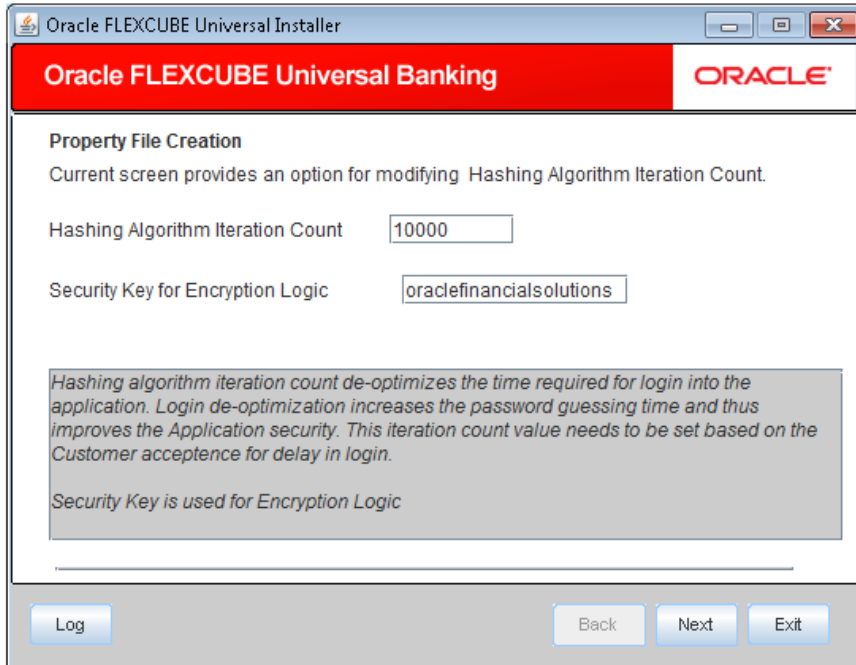 Oracle FLEXCUBE Universal Installer
Oracle FLEXCUBE Universal Banking
ORACLE
Property File Creation
Current screen provides an option for modifying Hashing Algorithm Iteration Count.
Hashing Algorithm Iteration Count 10000
Security Key for Encryption Logic oraclefinancialsolutions
Hashing algorithm iteration count de-optimizes the time required for login into the
application. Login de-optimization increases the password guessing time and thus
improves the Application security. This iteration count value needs to be set based on the
Customer acceptence for delay in login.
Security Key is used for Encryption Logic
Log Back Next Exit